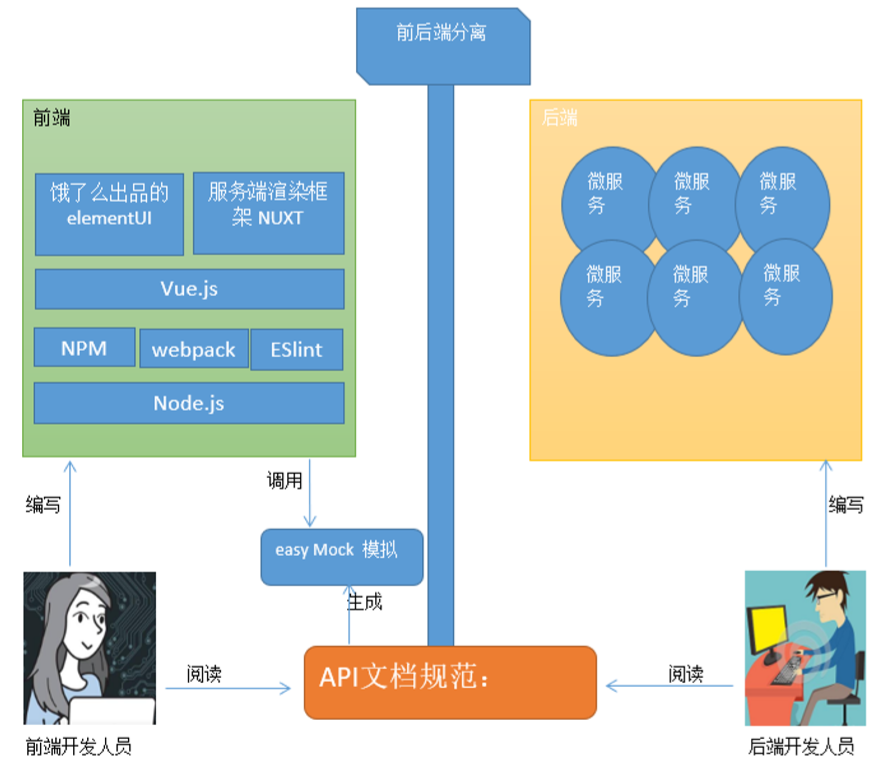 前后端分离
前端
后端
饿了么出品的
elementUI
服务端渲染框
架 NUXT
微服
务
微服
务
微服
务
微服
务
微服
务
微服
务
Vue.js
NPM
webpack
ESlint
Node.js
编写
调用
编写
easy Mock 模拟
生成
阅读
API文档规范：
阅读
前端开发人员
后端开发人员